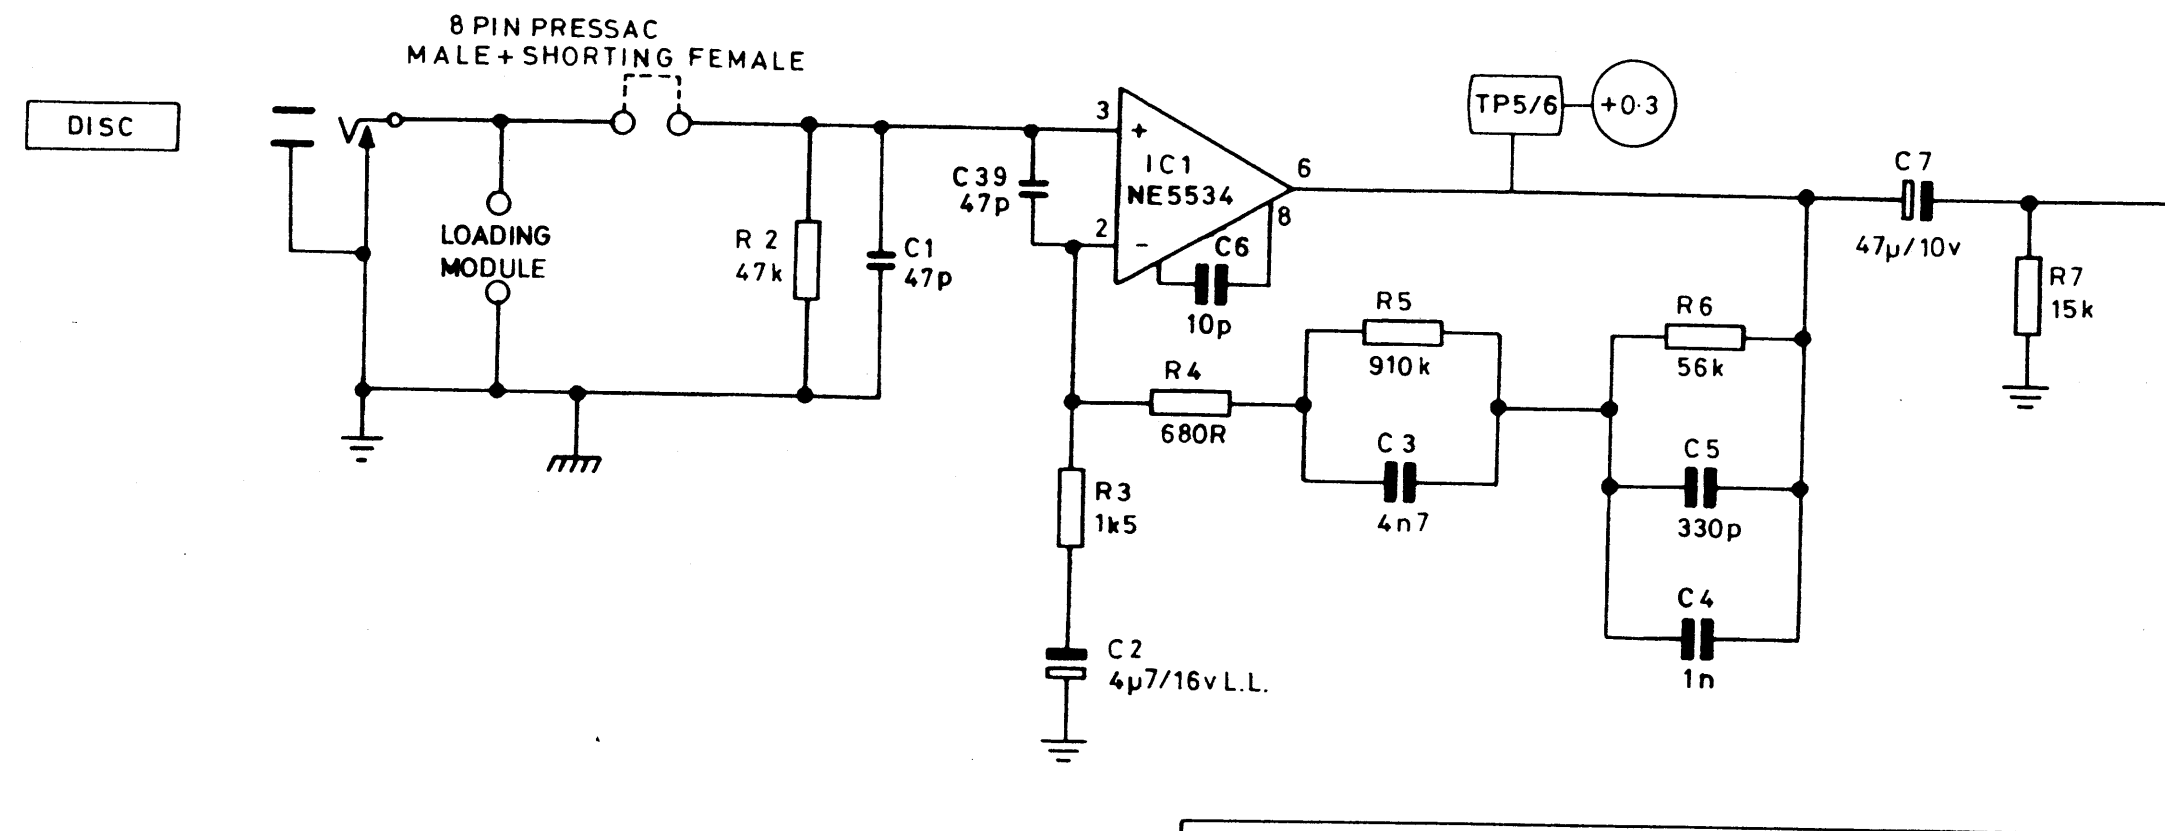 8 PIN PRESSAC
MALE + SHORTING FEMALE
DISC
V
LOADING
MODULE
R2
47k
C1
47p
C39
47p
3
+
IC1
NE5534
2
-
6
8
C6
10p
TP5/6
+0·3
C7
47µ/10v
R7
15k
R5
910k
R6
56k
R4
680R
C3
4n7
C5
330p
R3
1k5
C4
1n
C2
4µ7/16v L.L.